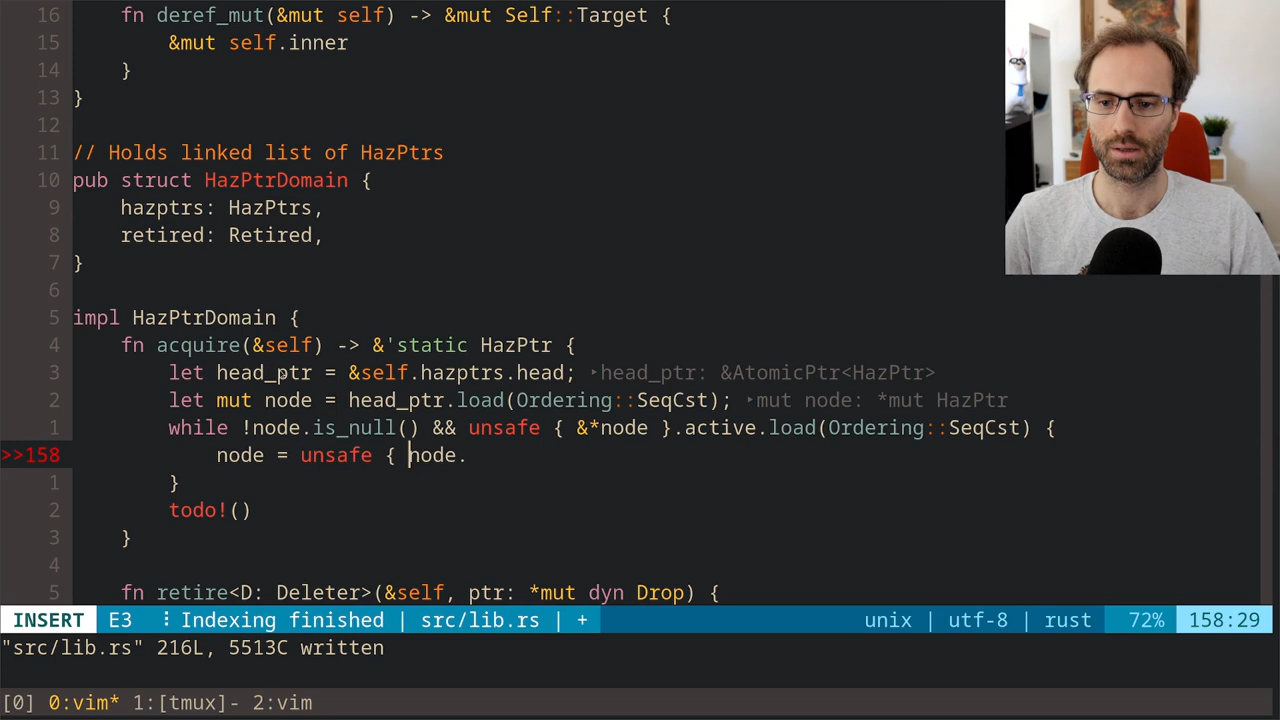 16     fn deref_mut(&mut self) -> &mut Self::Target {
15         &mut self.inner
14     }
13 }
12
11 // Holds linked list of HazPtrs
10 pub struct HazPtrDomain {
9     hazptrs: HazPtrs,
8     retired: Retired,
7 }
6
5 impl HazPtrDomain {
4     fn acquire(&self) -> &'static HazPtr {
3         let head_ptr = &self.hazptrs.head; ‣head_ptr: &AtomicPtr<HazPtr>
2         let mut node = head_ptr.load(Ordering::SeqCst); ‣mut node: *mut HazPtr
1         while !node.is_null() && unsafe { &*node }.active.load(Ordering::SeqCst) {
>>158             node = unsafe { node.
1         }
2         todo!()
3     }
4
5     fn retire<D: Deleter>(&self, ptr: *mut dyn Drop) {
INSERT E3 ⠸ Indexing finished | src/lib.rs | + unix | utf-8 | rust 72% 158:29
"src/lib.rs" 216L, 5513C written
[0] 0:vim* 1:[tmux]- 2:vim